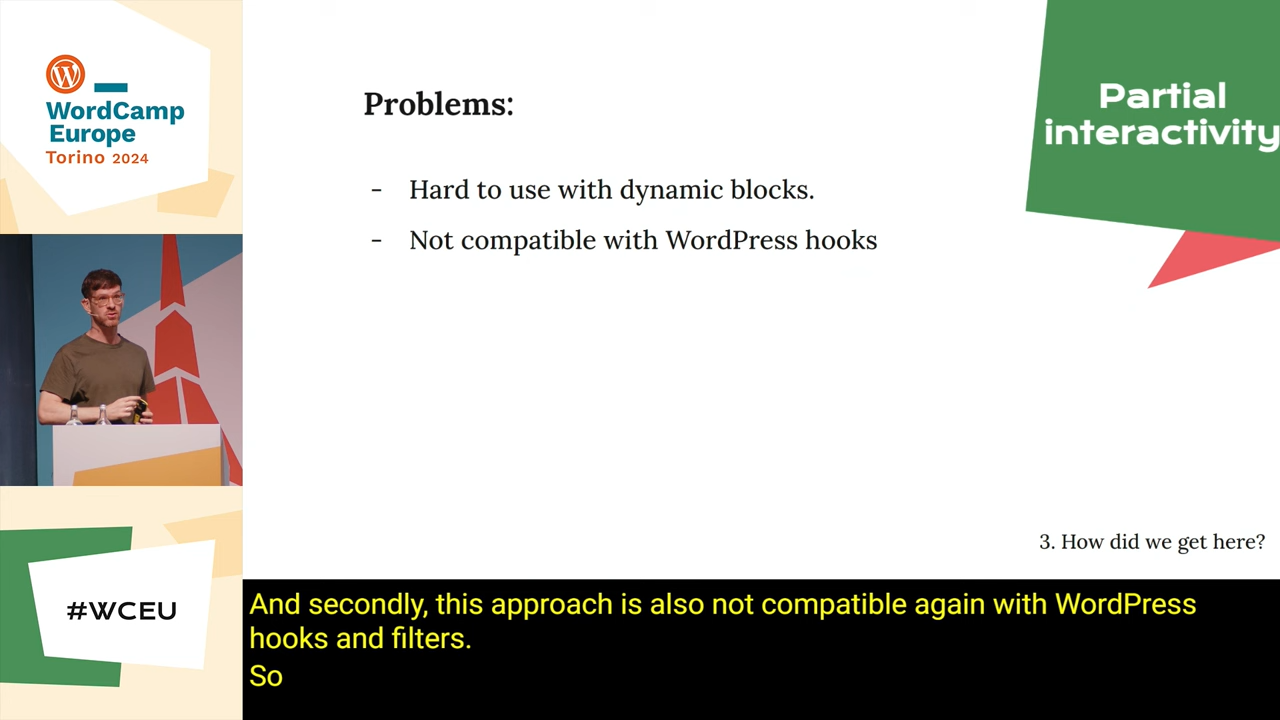 WordCamp
Europe
Torino 2024
Problems:
- Hard to use with dynamic blocks.
- Not compatible with WordPress hooks
Partial
interactivity
3. How did we get here?
#WCEU
And secondly, this approach is also not compatible again with WordPress
hooks and filters.
So